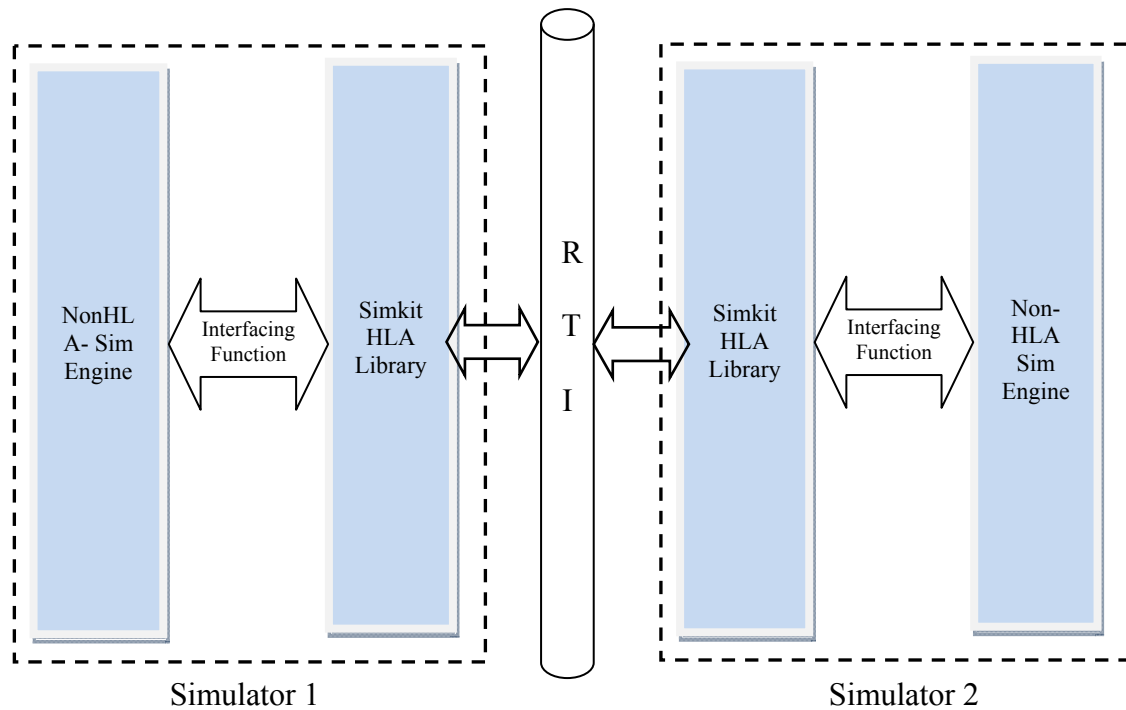 NonHL
A- Sim
Engine
Interfacing
Function
Simkit
HLA
Library
R
T
I
Simkit
HLA
Library
Interfacing
Function
Non-
HLA
Sim
Engine
Simulator 1
Simulator 2